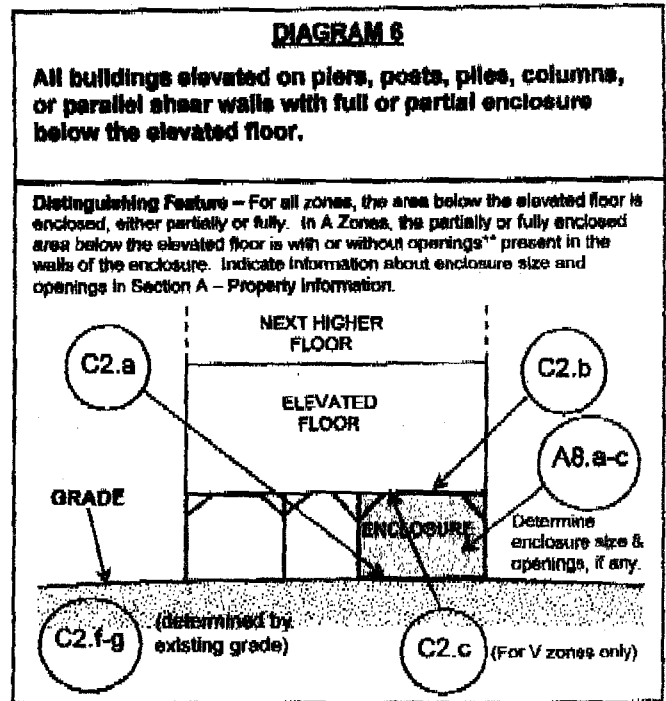 DIAGRAM 6
All buildings elevated on piers, posts, piles, columns,
or parallel shear walls with full or partial enclosure
below the elevated floor.
Distinguishing Feature – For all zones, the area below the elevated floor is
enclosed, either partially or fully. In A Zones, the partially or fully enclosed
area below the elevated floor is with or without openings** present in the
walls of the enclosure. Indicate information about enclosure size and
openings in Section A – Property Information.
NEXT HIGHER
FLOOR
C2.a
C2.b
ELEVATED
FLOOR
A8.a-c
GRADE
ENCLOSURE
Determine
enclosure size &
openings, if any.
C2.f-g
(determined by
existing grade)
C2.c
(For V zones only)